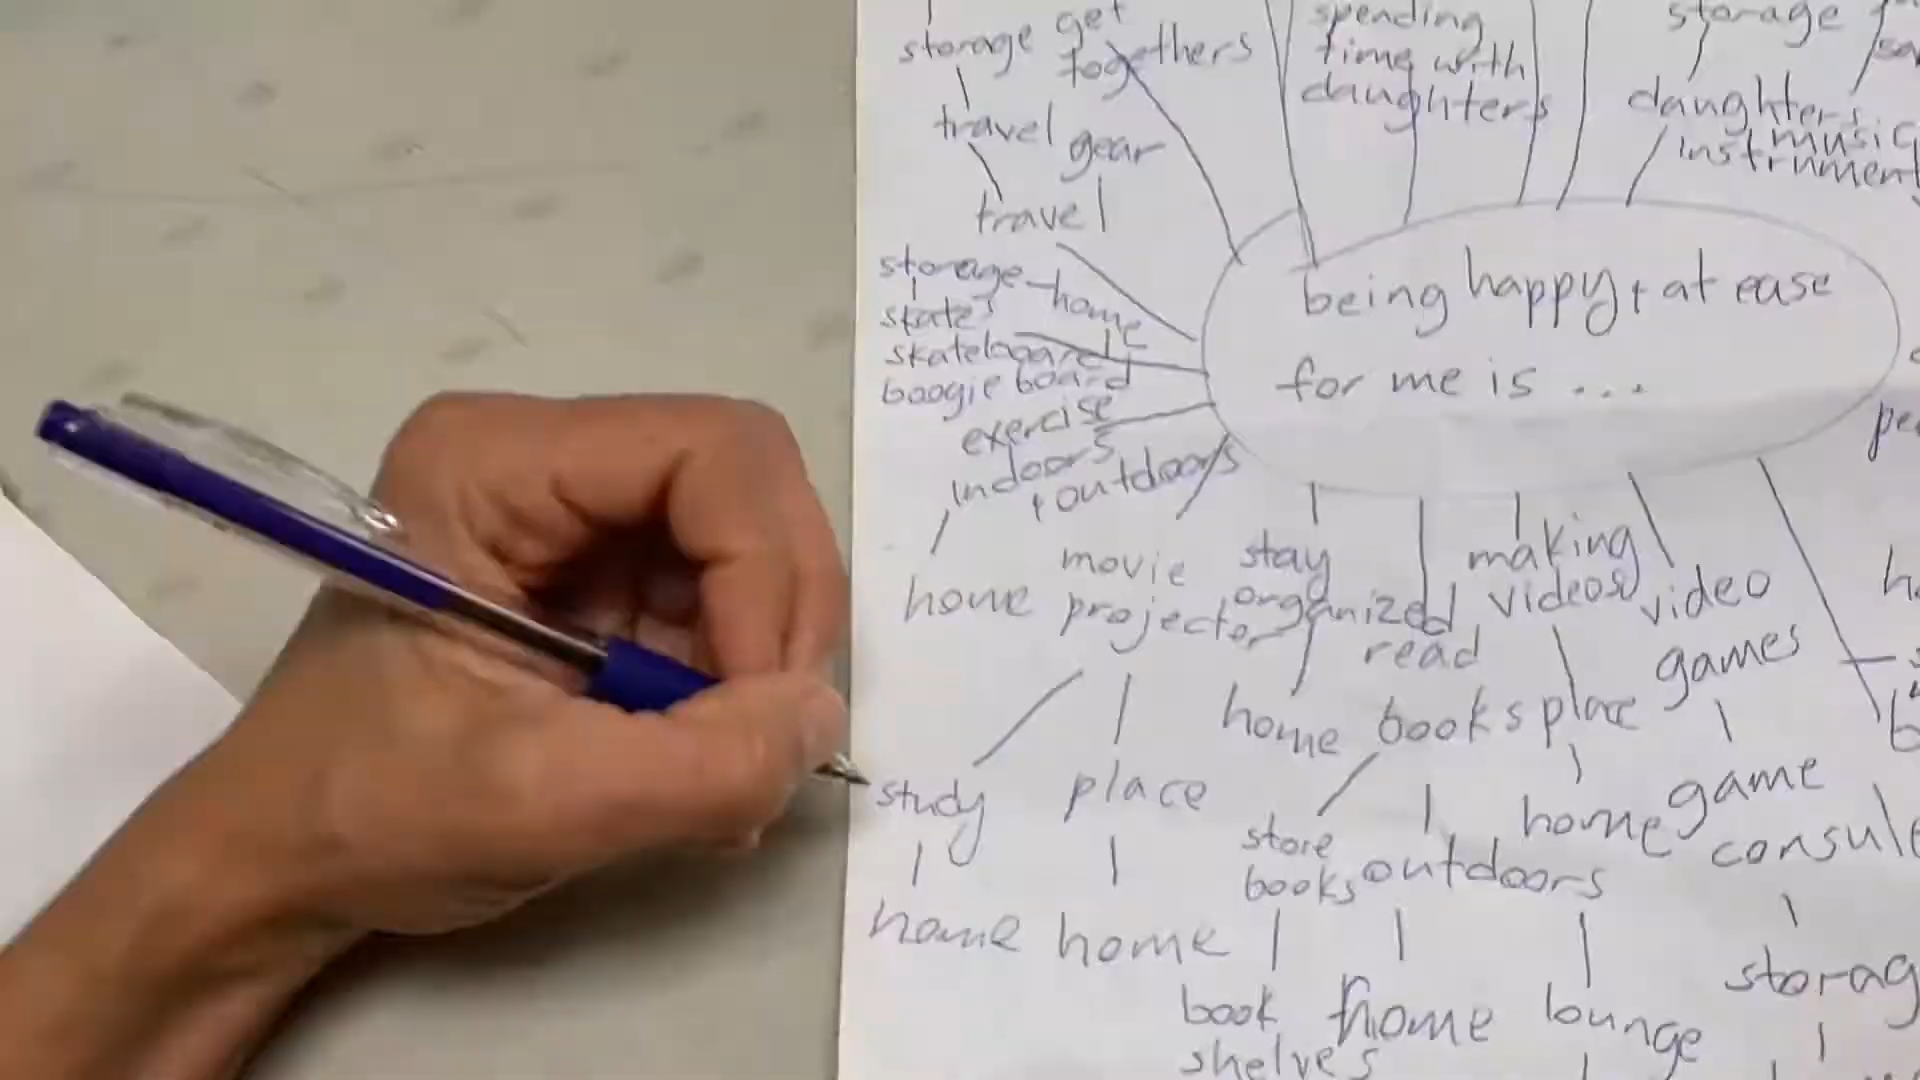 storage get
togethers
travel gear
travel
storage home
skates
skateboard
boogie board
exercise
indoors
+ outdoors
home
spending
time with
daughters
storage
daughters
music
instrument
being happy + at ease
for me is ...
movie
projector
study
home
place
home
stay
organized
home
read
books
store
books
book
shelves
outdoors
home
making
videos
place
home
lounge
video
games
game
consule
storag